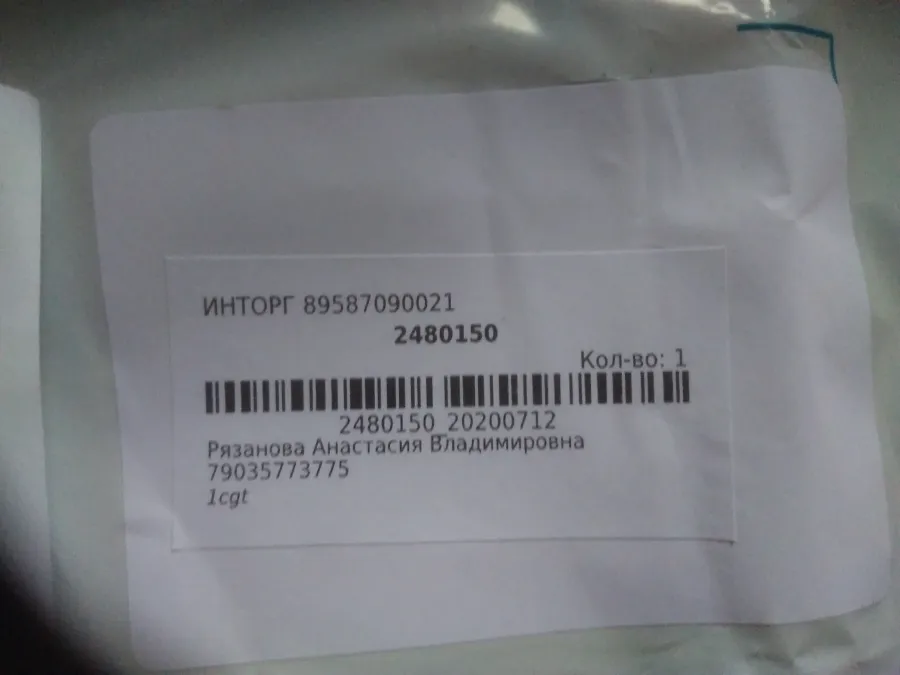 ИНТОРГ 89587090021
2480150
Кол-во: 1
2480150_20200712
Рязанова Анастасия Владимировна
79035773775
1cgt